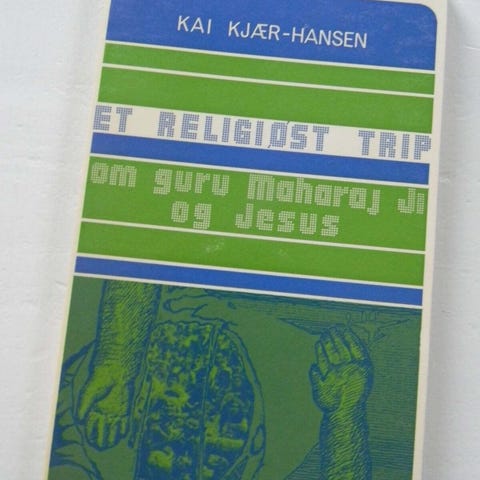 KAI KJÆR-HANSEN
ET RELIGIØST TRIP
om guru Maharaj Ji
og Jesus